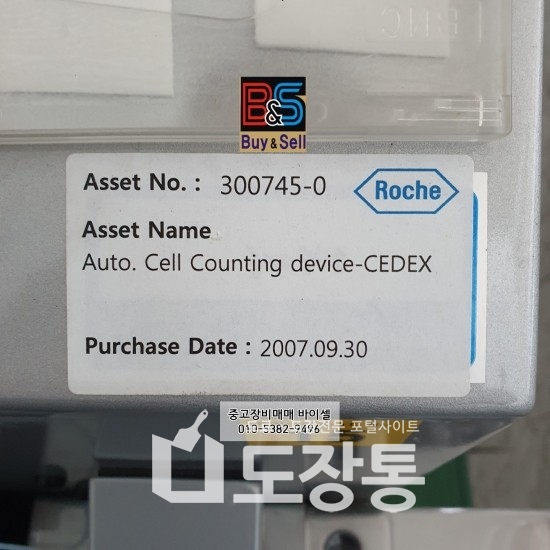 B&S
Buy & Sell
Asset No. : 300745-0
Roche
Asset Name
Auto. Cell Counting device-CEDEX
Purchase Date : 2007.09.30
중고장비매매 바이셀
전문 포털사이트
010-5382-9496
도장통